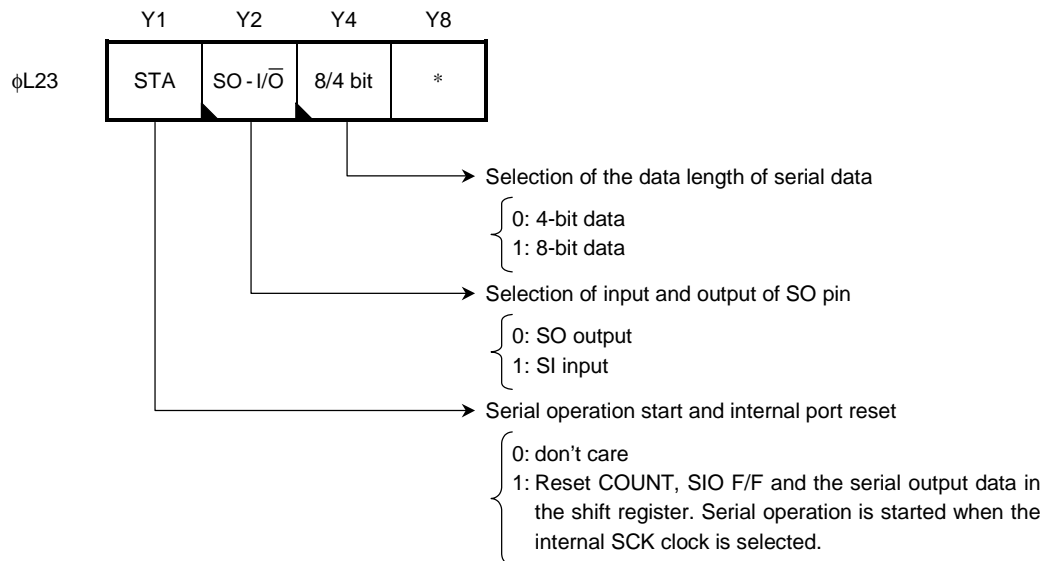 Y1 Y2 Y4 Y8
ϕL23 STA SO - I/O̅ 8/4 bit *
Selection of the data length of serial data
0: 4-bit data
1: 8-bit data
Selection of input and output of SO pin
0: SO output
1: SI input
Serial operation start and internal port reset
0: don't care
1: Reset COUNT, SIO F/F and the serial output data in
the shift register. Serial operation is started when the
internal SCK clock is selected.